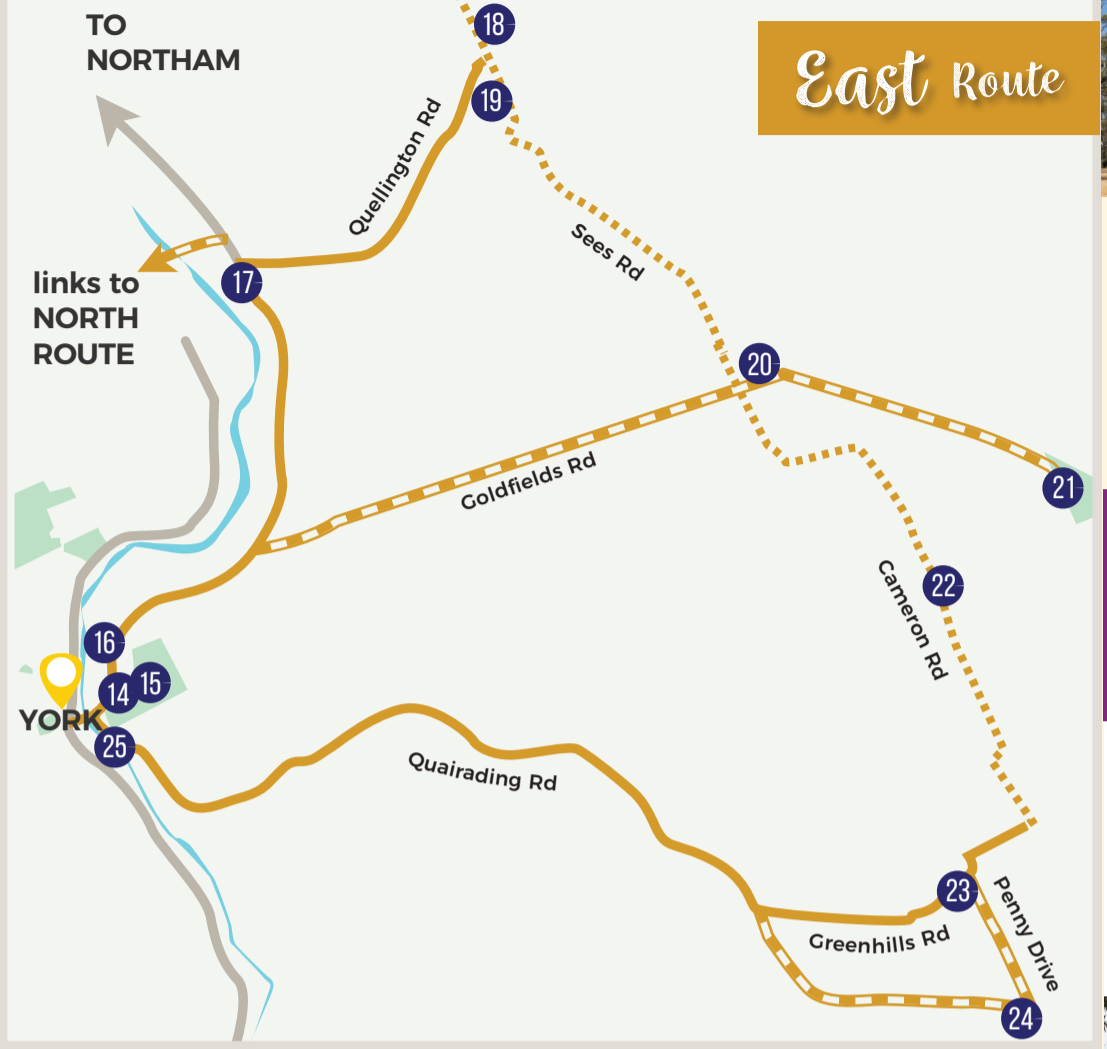 TO
NORTHAM
18
East Route
19
Quellington Rd
Sees Rd
links to
NORTH
ROUTE
17
20
Goldfields Rd
21
Cameron Rd
22
16
14
15
YORK
25
Quairading Rd
23
Penny Drive
Greenhills Rd
24